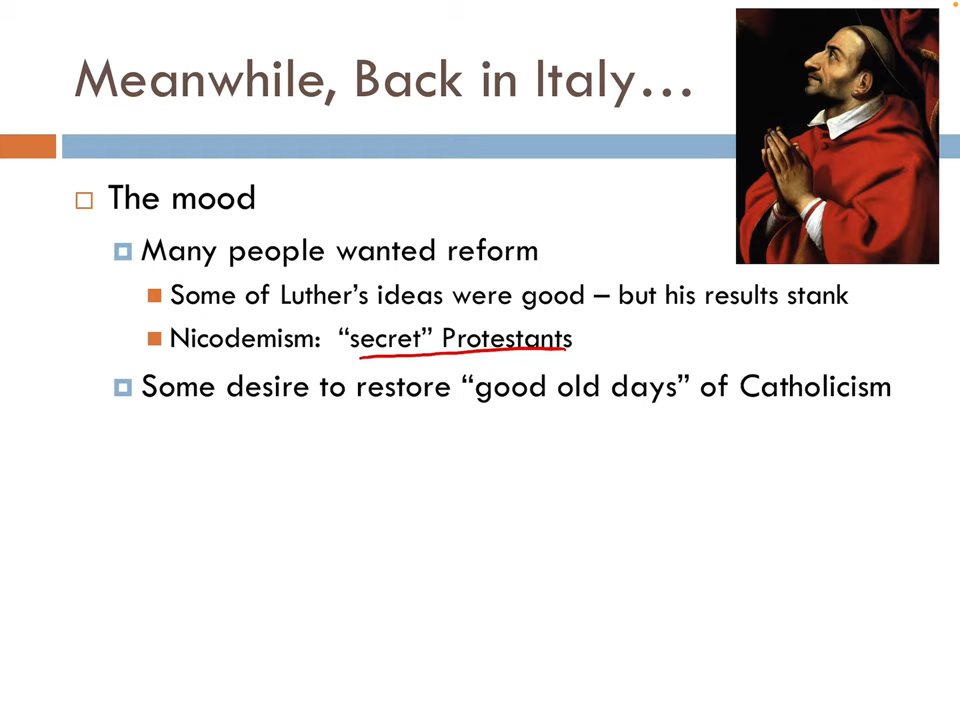 Meanwhile, Back in Italy…
The mood
Many people wanted reform
Some of Luther’s ideas were good – but his results stank
Nicodemism: “secret” Protestants
Some desire to restore “good old days” of Catholicism